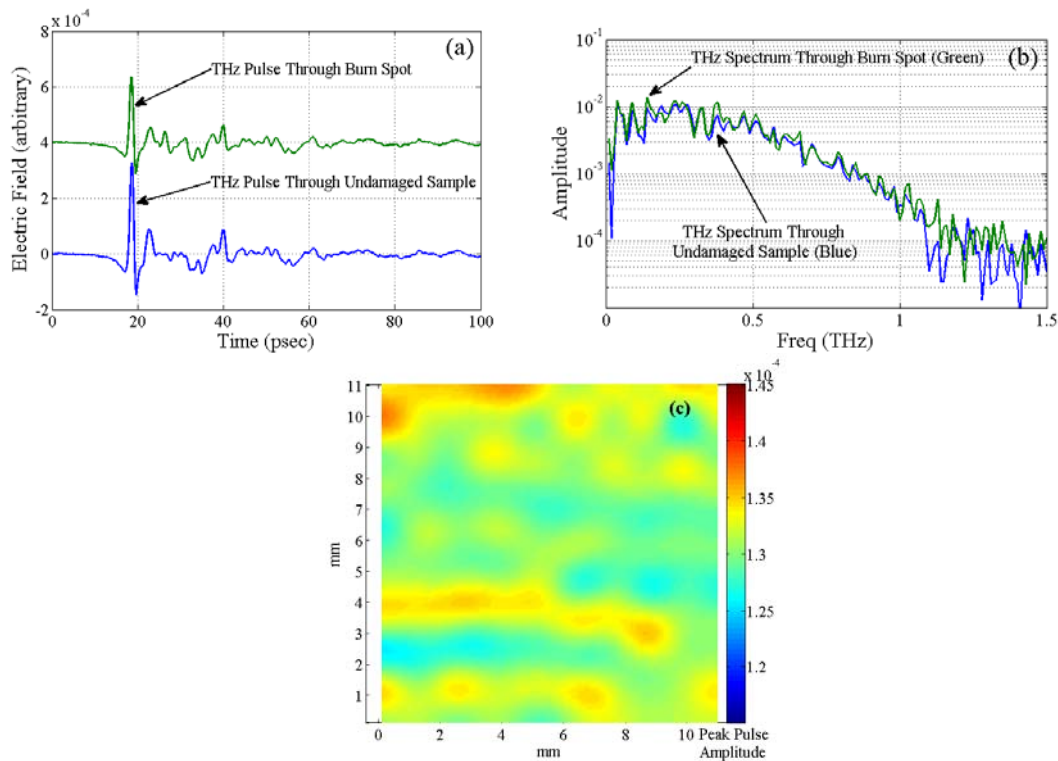 x 10⁻⁴
8
6
4
2
0
-2
0
20
40
60
80
100
Electric Field (arbitrary)
Time (psec)
(a)
THz Pulse Through Burn Spot
THz Pulse Through Undamaged Sample
10⁻¹
10⁻²
10⁻³
10⁻⁴
0
0.5
1
1.5
Amplitude
Freq (THz)
(b)
THz Spectrum Through Burn Spot (Green)
THz Spectrum Through
Undamaged Sample (Blue)
11
10
9
8
7
6
5
4
3
2
1
mm
0
2
4
6
8
10
mm
(c)
x 10⁻⁴
1.45
1.4
1.35
1.3
1.25
1.2
Peak Pulse
Amplitude